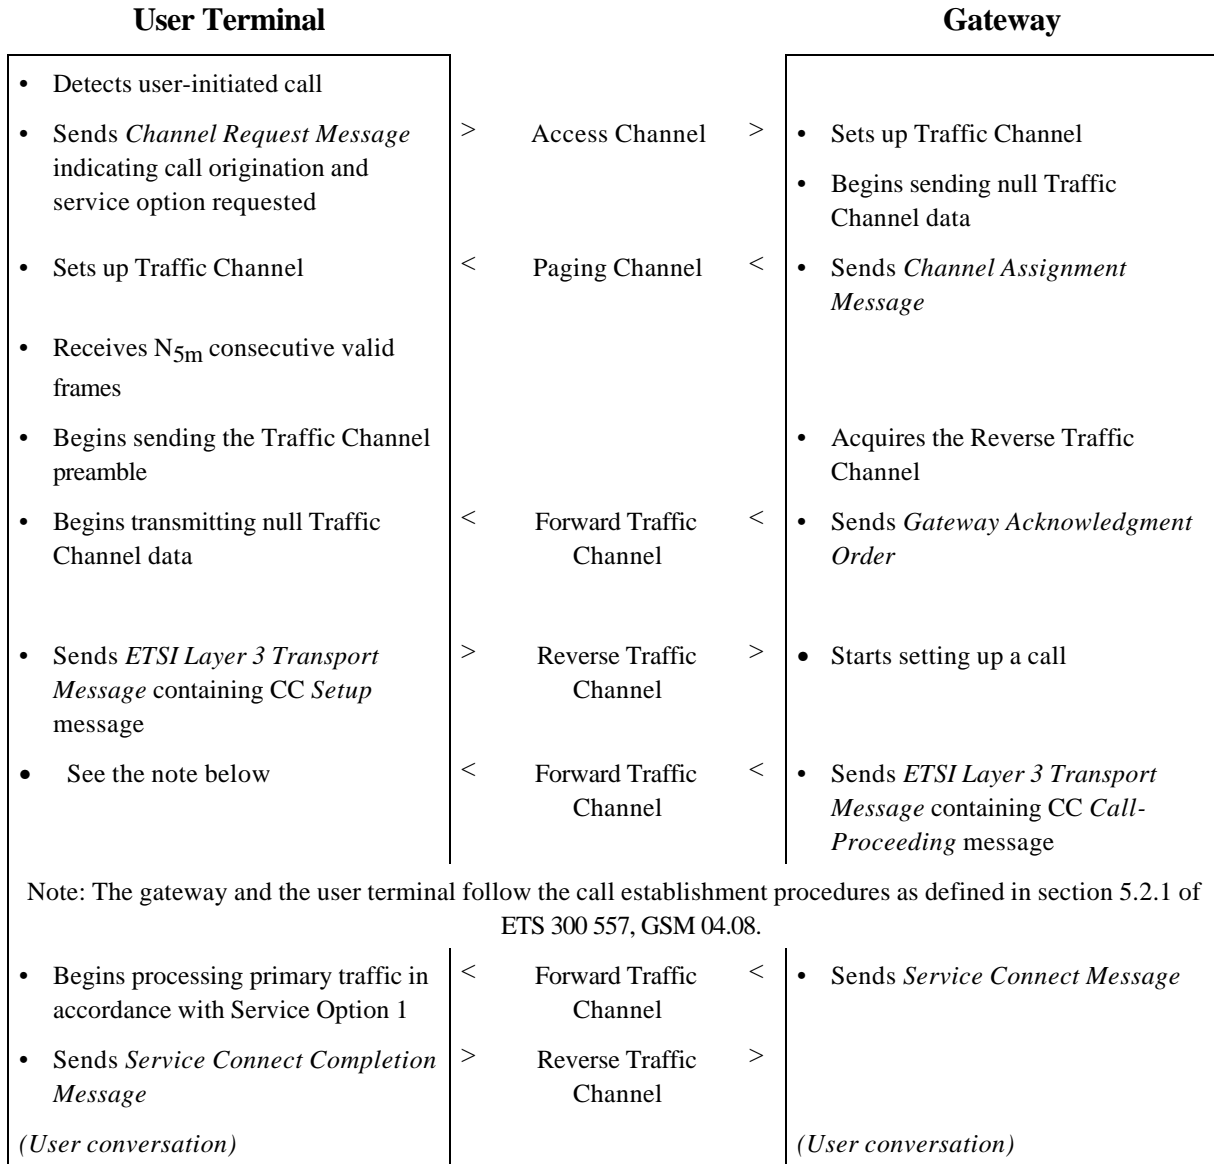 User Terminal Gateway
• Detects user-initiated call
• Sends Channel Request Message > Access Channel > • Sets up Traffic Channel
indicating call origination and
service option requested
• Begins sending null Traffic
Channel data
• Sets up Traffic Channel < Paging Channel < • Sends Channel Assignment
Message
• Receives N5m consecutive valid
frames
• Begins sending the Traffic Channel
preamble
• Acquires the Reverse Traffic
Channel
• Begins transmitting null Traffic
Channel data
< Forward Traffic <
Channel
• Sends Gateway Acknowledgment
Order
• Sends ETSI Layer 3 Transport
Message containing CC Setup
message
> Reverse Traffic >
Channel
• Starts setting up a call
• See the note below
< Forward Traffic <
Channel
• Sends ETSI Layer 3 Transport
Message containing CC Call-
Proceeding message
Note: The gateway and the user terminal follow the call establishment procedures as defined in section 5.2.1 of
ETS 300 557, GSM 04.08.
• Begins processing primary traffic in
accordance with Service Option 1
< Forward Traffic <
Channel
• Sends Service Connect Message
• Sends Service Connect Completion
Message
> Reverse Traffic >
Channel
(User conversation) (User conversation)